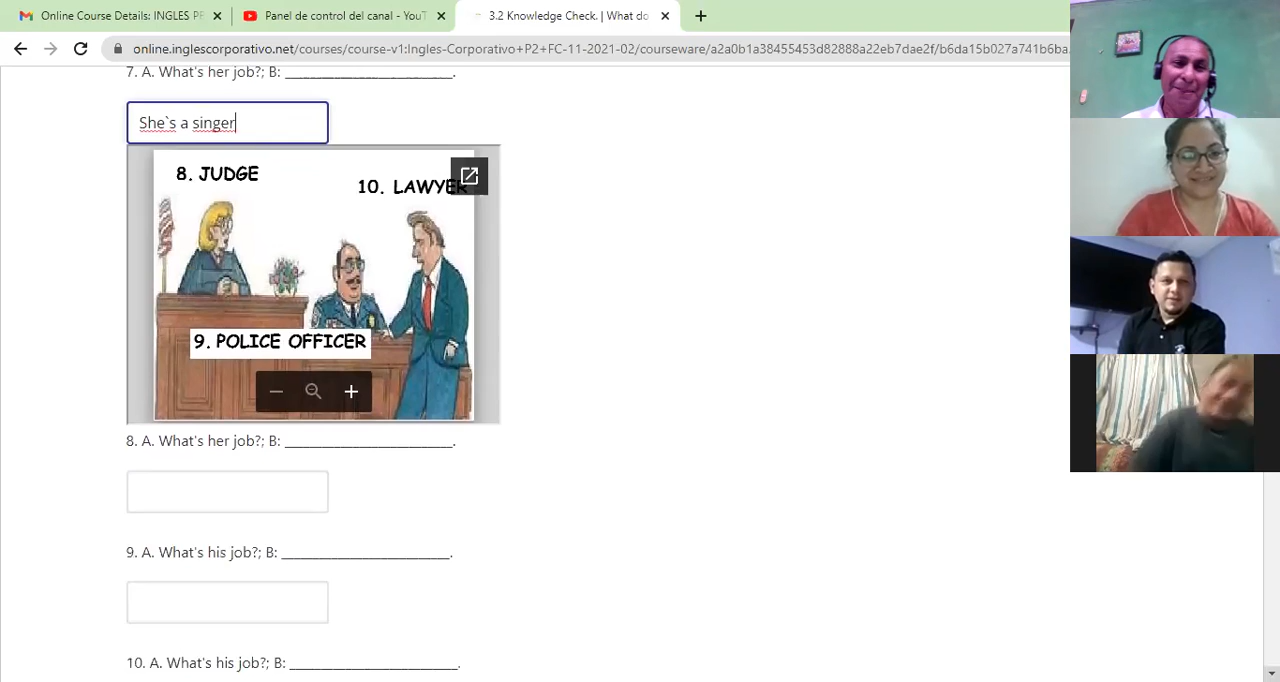 Online Course Details: INGLES PE
Panel de control del canal - YouT
3.2 Knowledge Check. | What do
online.inglescorporativo.net/courses/course-v1:Ingles-Corporativo+P2+FC-11-2021-02/courseware/a2a0b1a38455453d82888a22eb7dae2f/b6da15b027a741b6ba
7. A. What's her job?; B: ______________________.
She`s a singer
8. JUDGE
10. LAWYER
9. POLICE OFFICER
8. A. What's her job?; B: ______________________.
9. A. What's his job?; B: ______________________.
10. A. What's his job?; B: ______________________.